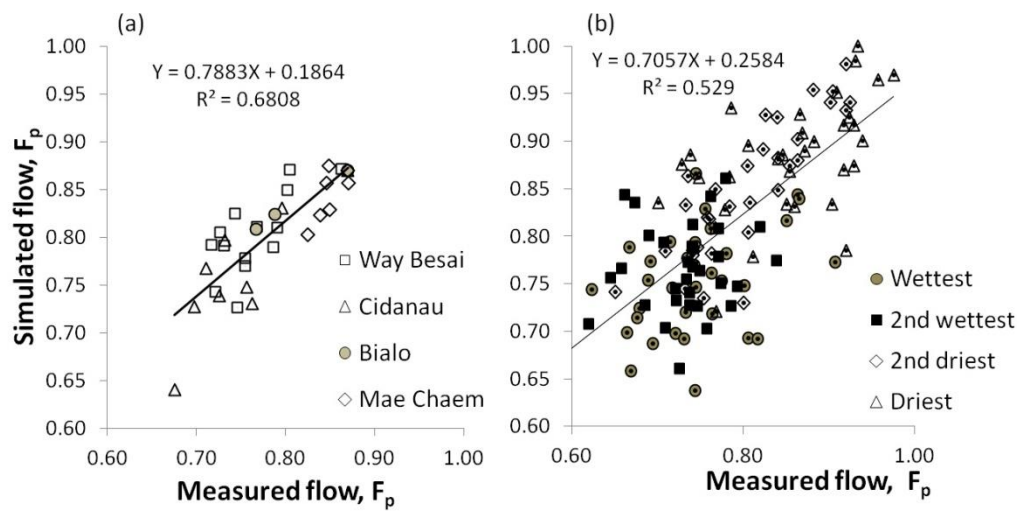 (a)
Y = 0.7883X + 0.1864
R² = 0.6808
Simulated flow, Fp
1.00
0.95
0.90
0.85
0.80
0.75
0.70
0.65
0.60
0.60 0.70 0.80 0.90 1.00
Measured flow, Fp
Way Besai
Cidanau
Bialo
Mae Chaem
(b)
Y = 0.7057X + 0.2584
R² = 0.529
1.00
0.95
0.90
0.85
0.80
0.75
0.70
0.65
0.60
0.60 0.80 1.00
Measured flow, Fp
Wettest
2nd wettest
2nd driest
Driest